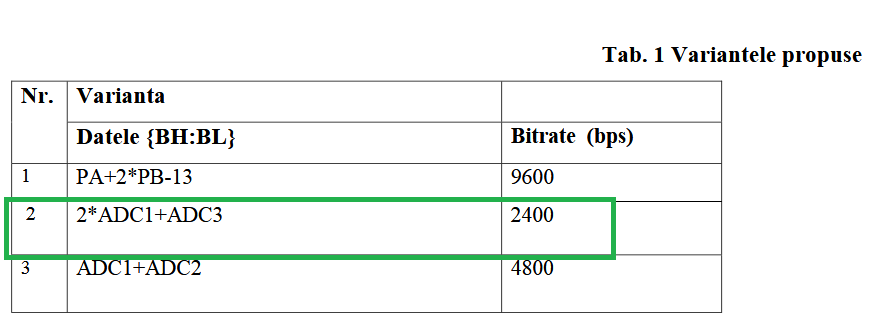 Tab. 1 Variantele propuse
Nr. Varianta
Datele {BH:BL} Bitrate (bps)
1 PA+2*PB-13 9600
2 2*ADC1+ADC3 2400
3 ADC1+ADC2 4800